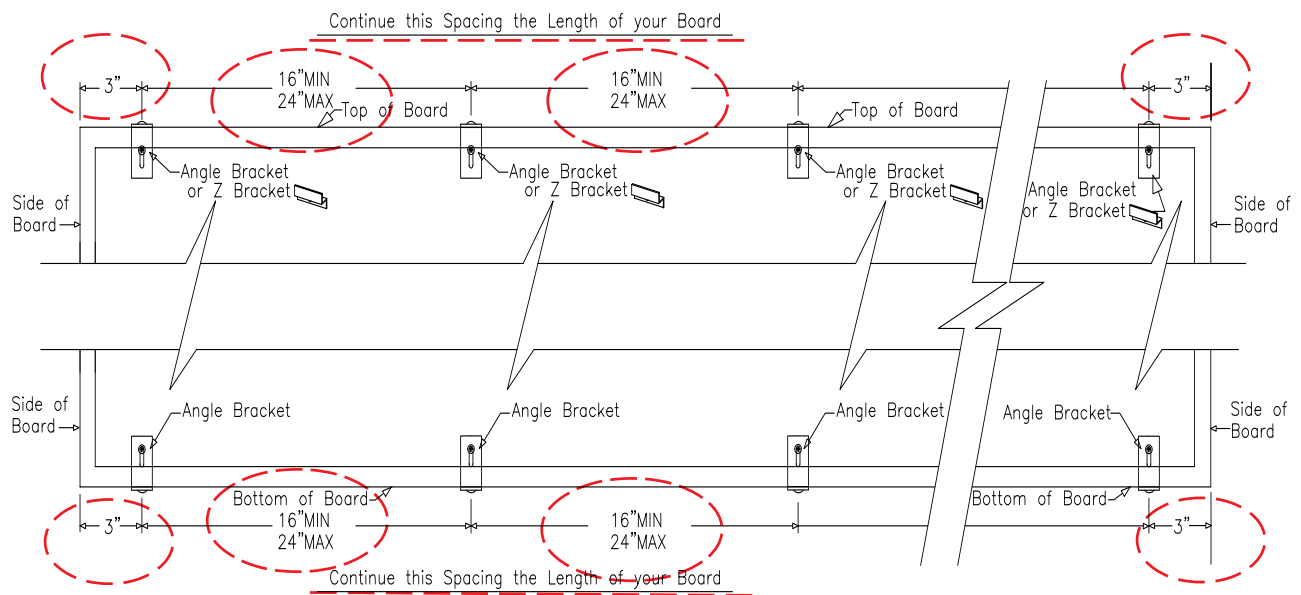 Continue this Spacing the Length of your Board
3"
16"MIN
24"MAX
16"MIN
24"MAX
3"
Top of Board
Top of Board
Angle Bracket
or Z Bracket
Angle Bracket
or Z Bracket
Angle Bracket
or Z Bracket
Angle Bracket
or Z Bracket
Side of
Board
Side of
Board
Side of
Board
Angle Bracket
Angle Bracket
Angle Bracket
Angle Bracket
Side of
Board
Bottom of Board
Bottom of Board
3"
16"MIN
24"MAX
16"MIN
24"MAX
3"
Continue this Spacing the Length of your Board